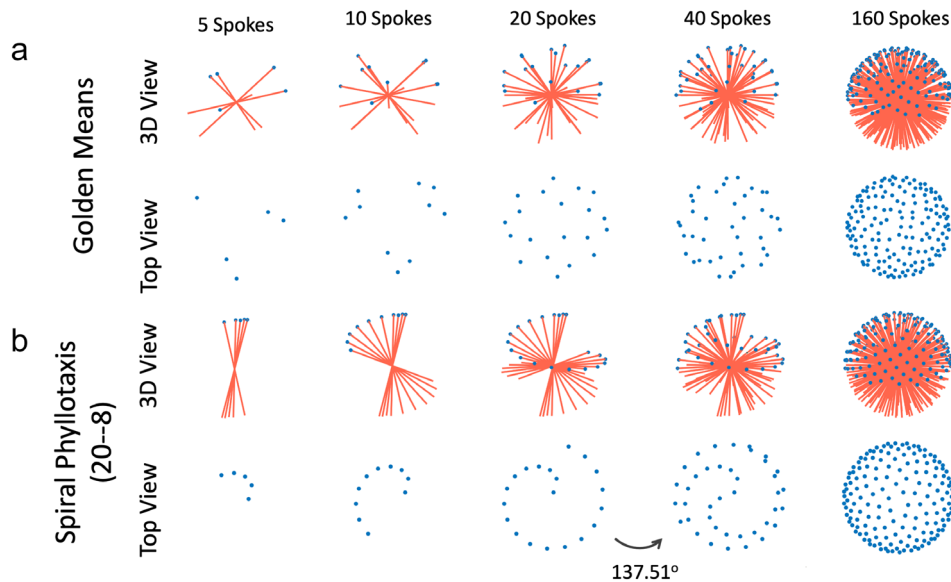 5 Spokes
10 Spokes
20 Spokes
40 Spokes
160 Spokes
a
Golden Means
3D View
Top View
b
Spiral Phyllotaxis
(20--8)
3D View
Top View
137.51º